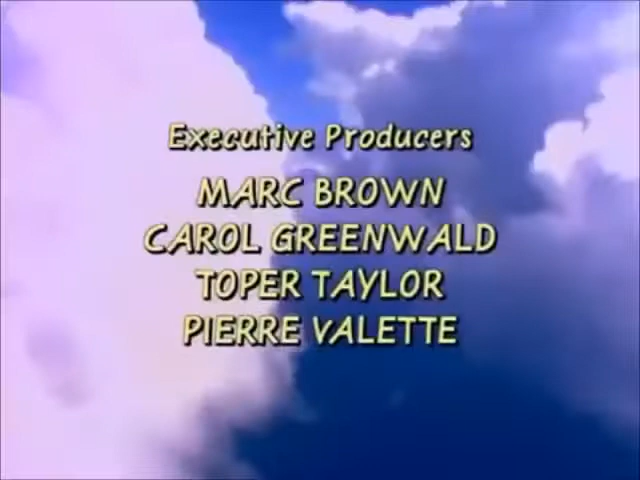 Executive Producers
MARC BROWN
CAROL GREENWALD
TOPER TAYLOR
PIERRE VALETTE